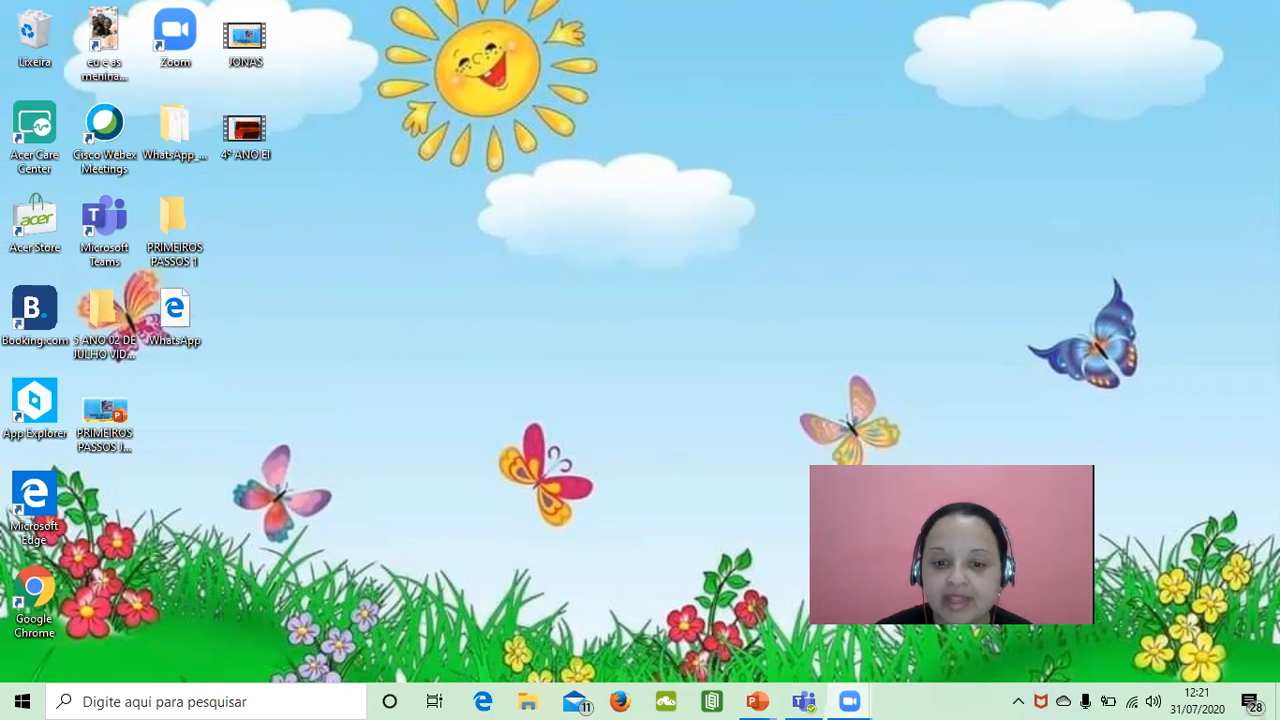 Lixeira
eu e as
menina...
Zoom
JONAS
Acer Care
Center
Cisco Webex
Meetings
WhatsApp_...
4º ANO EI
acer
Acer Store
T
Microsoft
Teams
PRIMEIROS
PASSOS 1
B.
Booking.com
5 ANO 02 DE
JULHO VID...
WhatsApp
App Explorer
P
PRIMEIROS
PASSOS J...
Microsoft
Edge
Google
Chrome
Digite aqui para pesquisar
11
12:21
31/07/2020
28